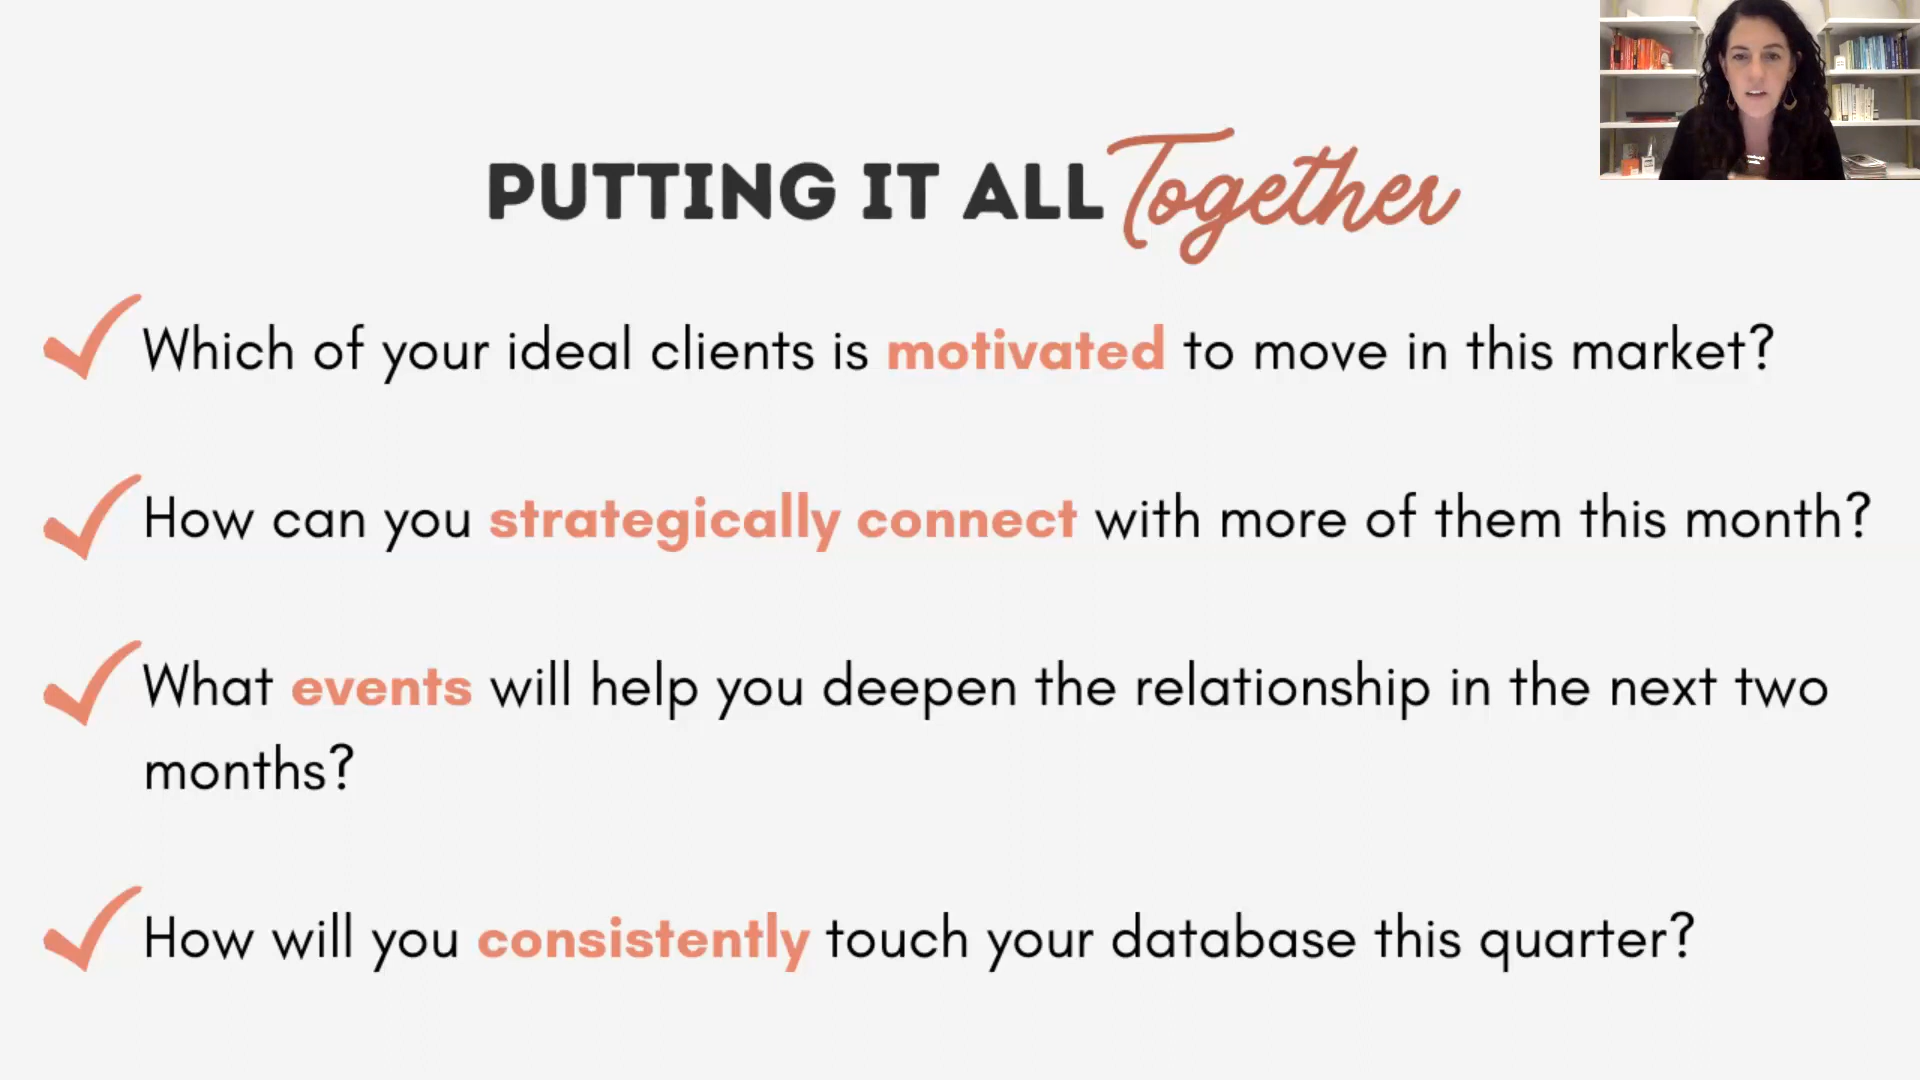 PUTTING IT ALL Together
Which of your ideal clients is motivated to move in this market?
How can you strategically connect with more of them this month?
What events will help you deepen the relationship in the next two
months?
How will you consistently touch your database this quarter?